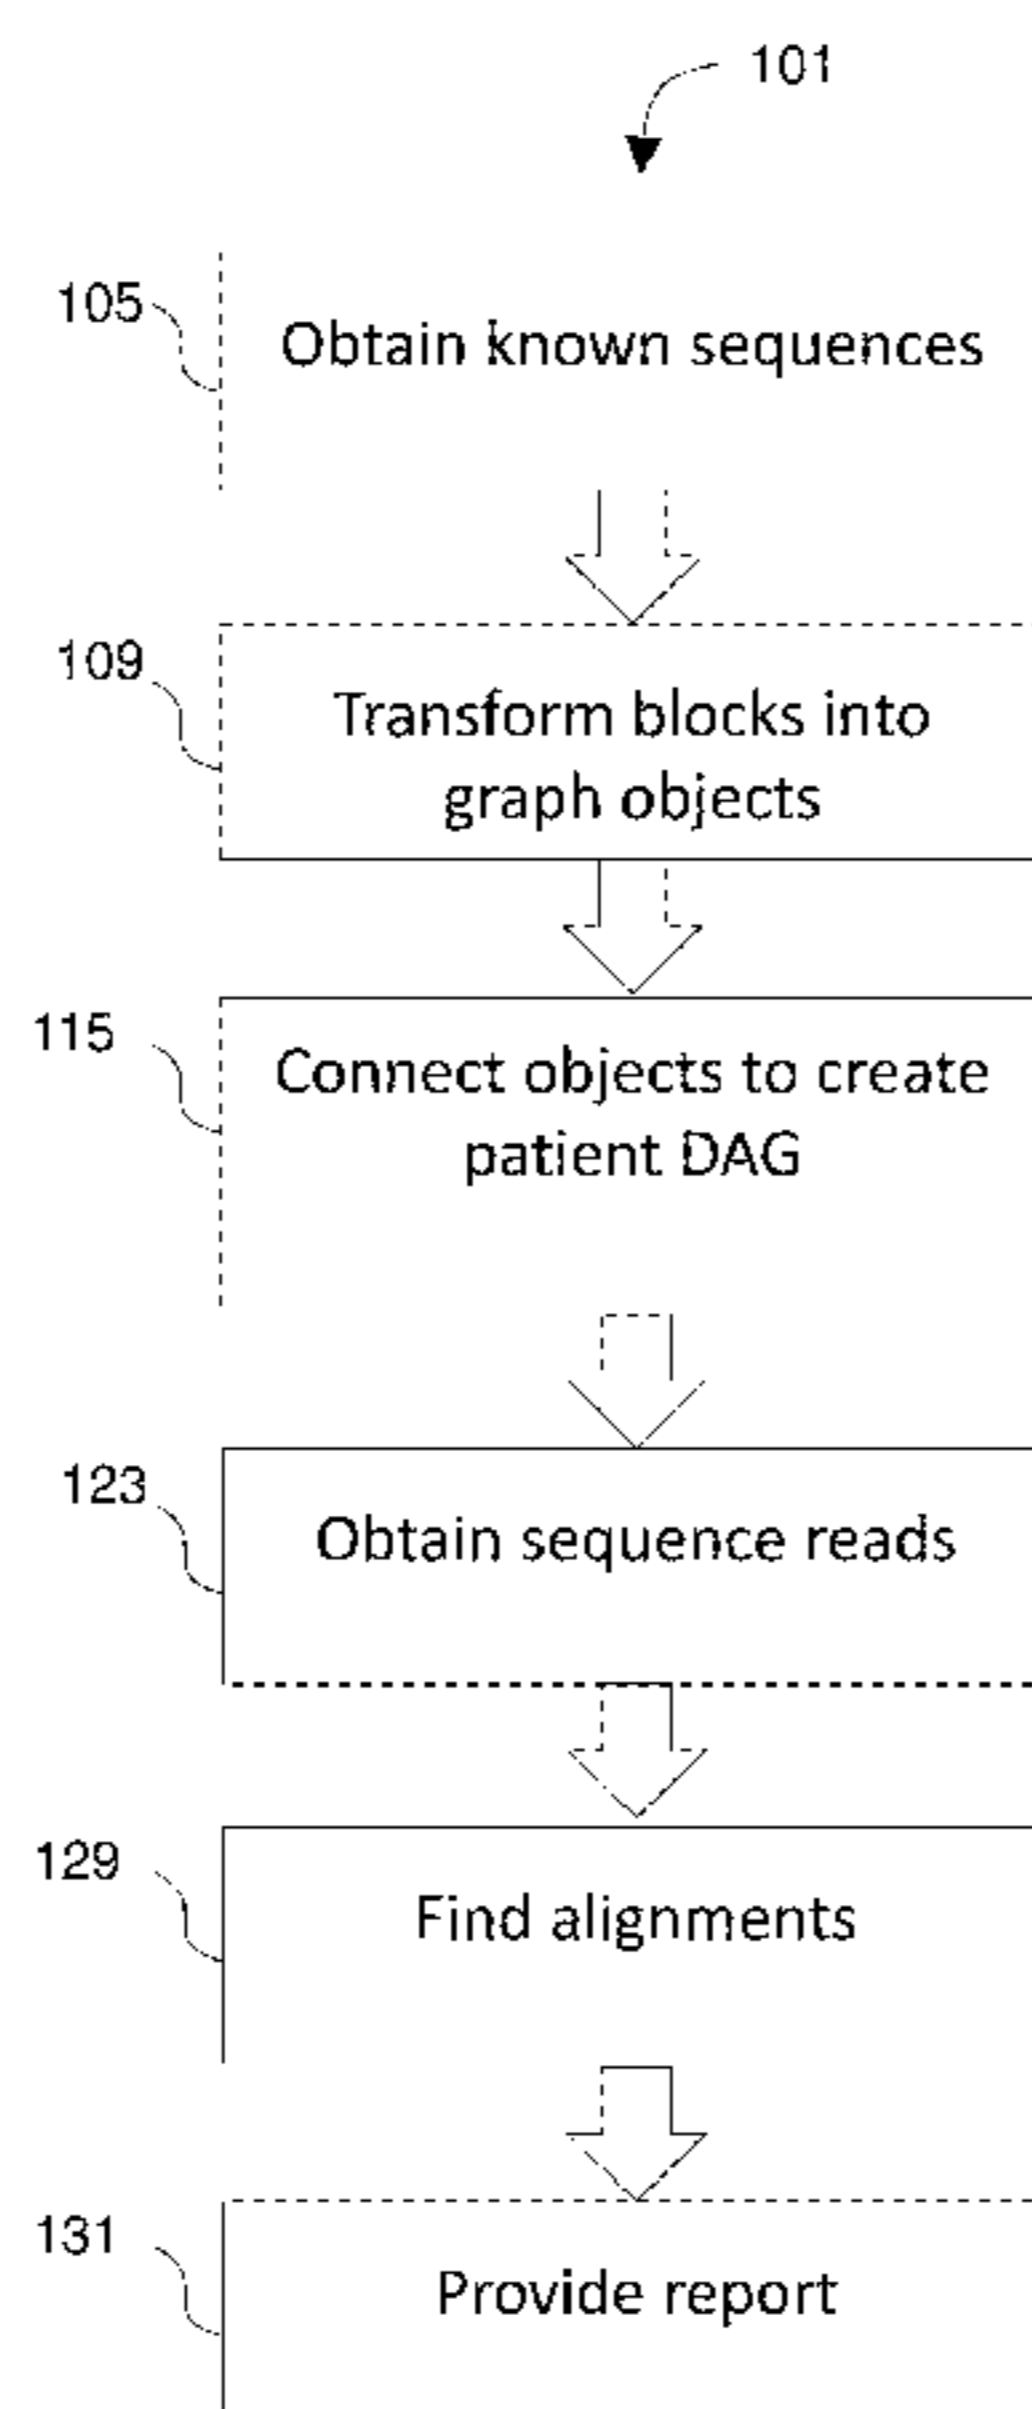 101
105
Obtain known sequences
109
Transform blocks into
graph objects
115
Connect objects to create
patient DAG
123
Obtain sequence reads
129
Find alignments
131
Provide report